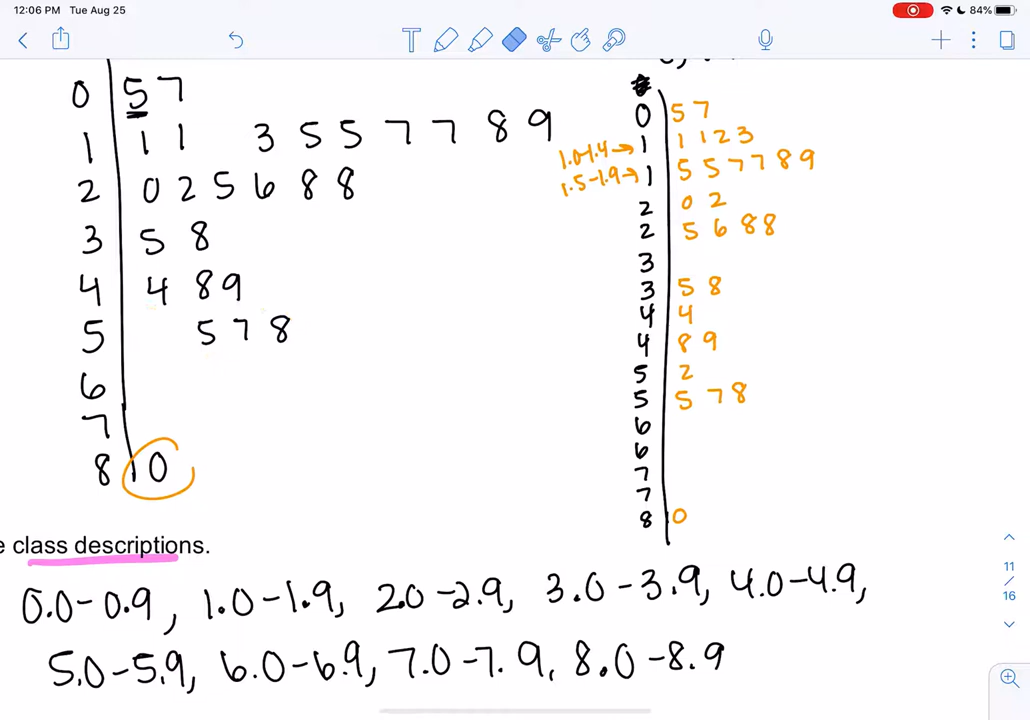 12:06 PM Tue Aug 25
84%
T
0 | 5 7
1 | 1 1 3 5 5 7 7 8 9
2 | 0 2 5 6 8 8
3 | 5 8
4 | 4 8 9
5 | 5 7 8
6 |
7 |
8 | 0
0 | 5 7
1.0-1.4→ 1 | 1 1 2 3
1.5-1.9→ 1 | 5 5 7 7 8 9
2 | 0 2
2 | 5 6 8 8
3 |
3 | 5 8
4 | 4
4 | 8 9
5 | 2
5 | 5 7 8
6 |
6 |
7 |
7 |
8 | 0
class descriptions.
0.0-0.9, 1.0-1.9, 2.0-2.9, 3.0-3.9, 4.0-4.9,
5.0-5.9, 6.0-6.9, 7.0-7.9, 8.0-8.9
11
/
16